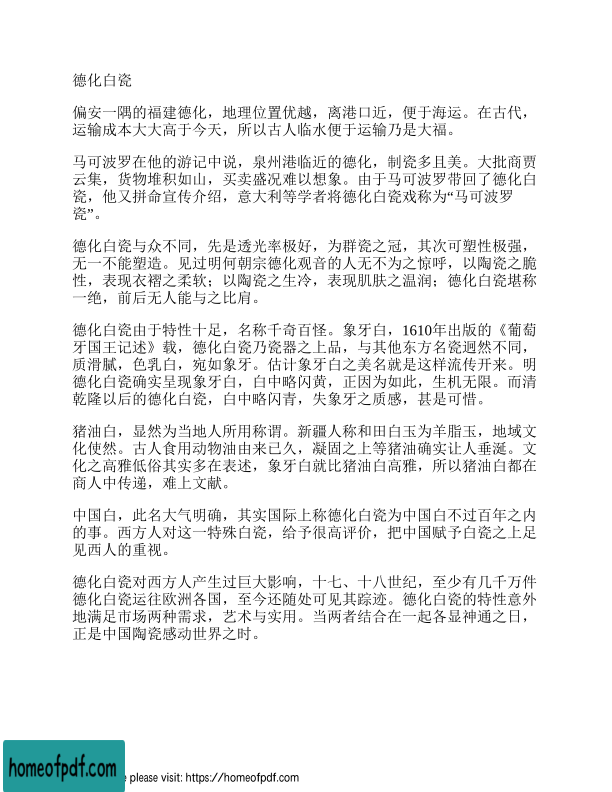 德化白瓷
偏安一隅的福建德化，地理位置优越，离港口近，便于海运。在古代，
运输成本大大高于今天，所以古人临水便于运输乃是大福。
马可波罗在他的游记中说，泉州港临近的德化，制瓷多且美。大批商贾
云集，货物堆积如山，买卖盛况难以想象。由于马可波罗带回了德化白
瓷，他又拼命宣传介绍，意大利等学者将德化白瓷戏称为“马可波罗
瓷”。
德化白瓷与众不同，先是透光率极好，为群瓷之冠，其次可塑性极强，
无一不能塑造。见过明何朝宗德化观音的人无不为之惊呼，以陶瓷之脆
性，表现衣褶之柔软；以陶瓷之生冷，表现肌肤之温润；德化白瓷堪称
一绝，前后无人能与之比肩。
德化白瓷由于特性十足，名称千奇百怪。象牙白，1610年出版的《葡萄
牙国王记述》载，德化白瓷乃瓷器之上品，与其他东方名瓷迥然不同，
质滑腻，色乳白，宛如象牙。估计象牙白之美名就是这样流传开来。明
德化白瓷确实呈现象牙白，白中略闪黄，正因为如此，生机无限。而清
乾隆以后的德化白瓷，白中略闪青，失象牙之质感，甚是可惜。
猪油白，显然为当地人所用称谓。新疆人称和田白玉为羊脂玉，地域文
化使然。古人食用动物油由来已久，凝固之上等猪油确实让人垂涎。文
化之高雅低俗其实多在表述，象牙白就比猪油白高雅，所以猪油白都在
商人中传递，难上文献。
中国白，此名大气明确，其实国际上称德化白瓷为中国白不过百年之内
的事。西方人对这一特殊白瓷，给予很高评价，把中国赋予白瓷之上足
见西人的重视。
德化白瓷对西方人产生过巨大影响，十七、十八世纪，至少有几千万件
德化白瓷运往欧洲各国，至今还随处可见其踪迹。德化白瓷的特性意外
地满足市场两种需求，艺术与实用。当两者结合在一起各显神通之日，
正是中国陶瓷感动世界之时。
homeofpdf.com
please visit: https://homeofpdf.com